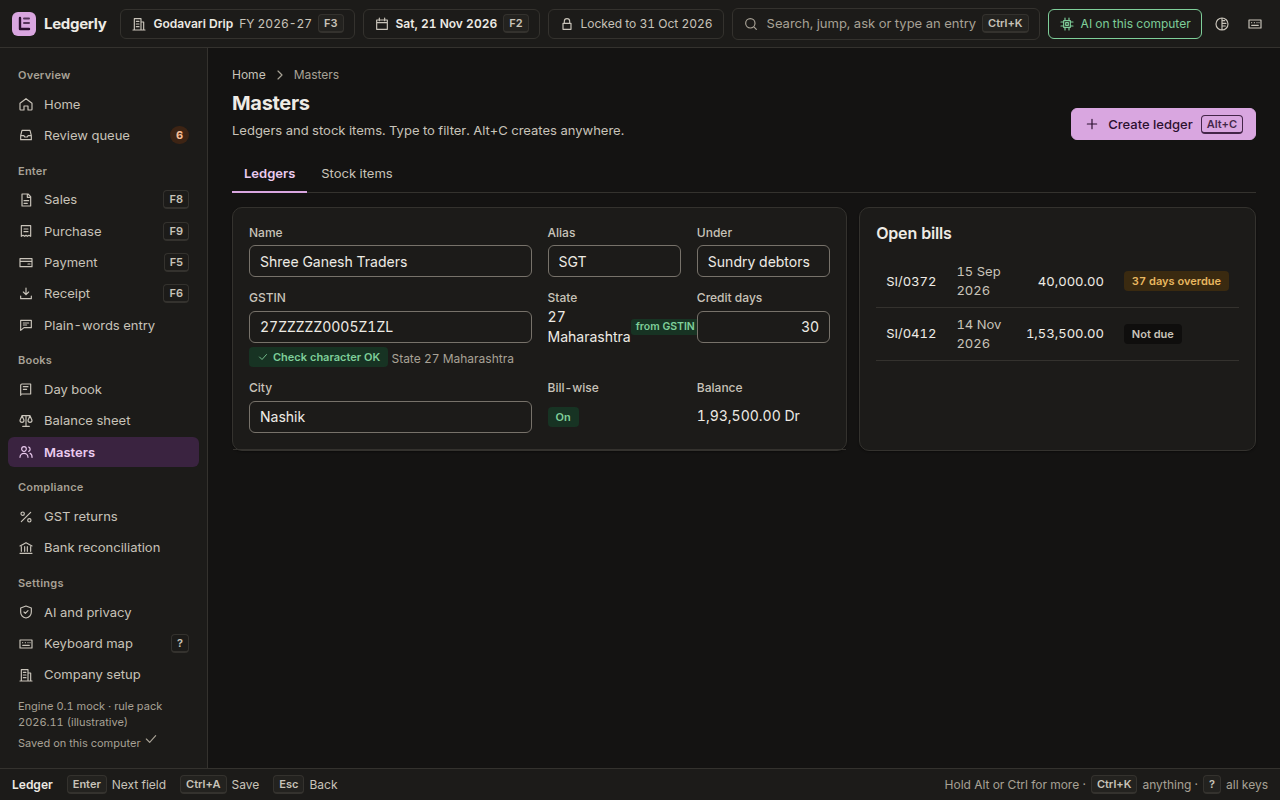 Ledgerly
Godavari Drip FY 2026-27 F3
Sat, 21 Nov 2026 F2
Locked to 31 Oct 2026
Search, jump, ask or type an entry Ctrl+K
AI on this computer
Overview
Home
Review queue 6
Enter
Sales F8
Purchase F9
Payment F5
Receipt F6
Plain-words entry
Books
Day book
Balance sheet
Masters
Compliance
GST returns
Bank reconciliation
Settings
AI and privacy
Keyboard map ?
Company setup
Engine 0.1 mock · rule pack
2026.11 (illustrative)
Saved on this computer
Home > Masters
Masters
Ledgers and stock items. Type to filter. Alt+C creates anywhere.
Create ledger Alt+C
Ledgers Stock items
Name Alias Under
Shree Ganesh Traders SGT Sundry debtors
GSTIN State Credit days
27ZZZZZ0005Z1ZL 27 Maharashtra from GSTIN 30
Check character OK State 27 Maharashtra
City Bill-wise Balance
Nashik On 1,93,500.00 Dr
Open bills
SI/0372 15 Sep 2026 40,000.00 37 days overdue
SI/0412 14 Nov 2026 1,53,500.00 Not due
Ledger Enter Next field Ctrl+A Save Esc Back
Hold Alt or Ctrl for more · Ctrl+K anything · ? all keys